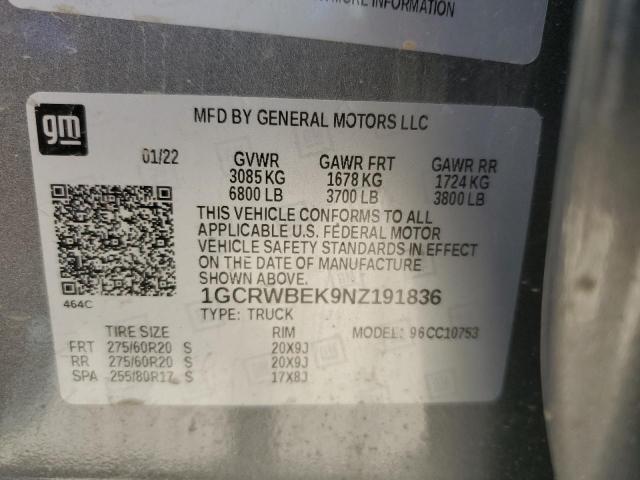 MORE INFORMATION
gm
MFD BY GENERAL MOTORS LLC
01/22 GVWR GAWR FRT GAWR RR
3085 KG 1678 KG 1724 KG
6800 LB 3700 LB 3800 LB
THIS VEHICLE CONFORMS TO ALL
APPLICABLE U.S. FEDERAL MOTOR
VEHICLE SAFETY STANDARDS IN EFFECT
ON THE DATE OF MANUFACTURE
SHOWN ABOVE.
464C
1GCRWBEK9NZ191836
TYPE: TRUCK
TIRE SIZE RIM MODEL: 96CC10753
FRT 275/60R20 S 20X9J
RR 275/60R20 S 20X9J
SPA 255/80R17 S 17X8J